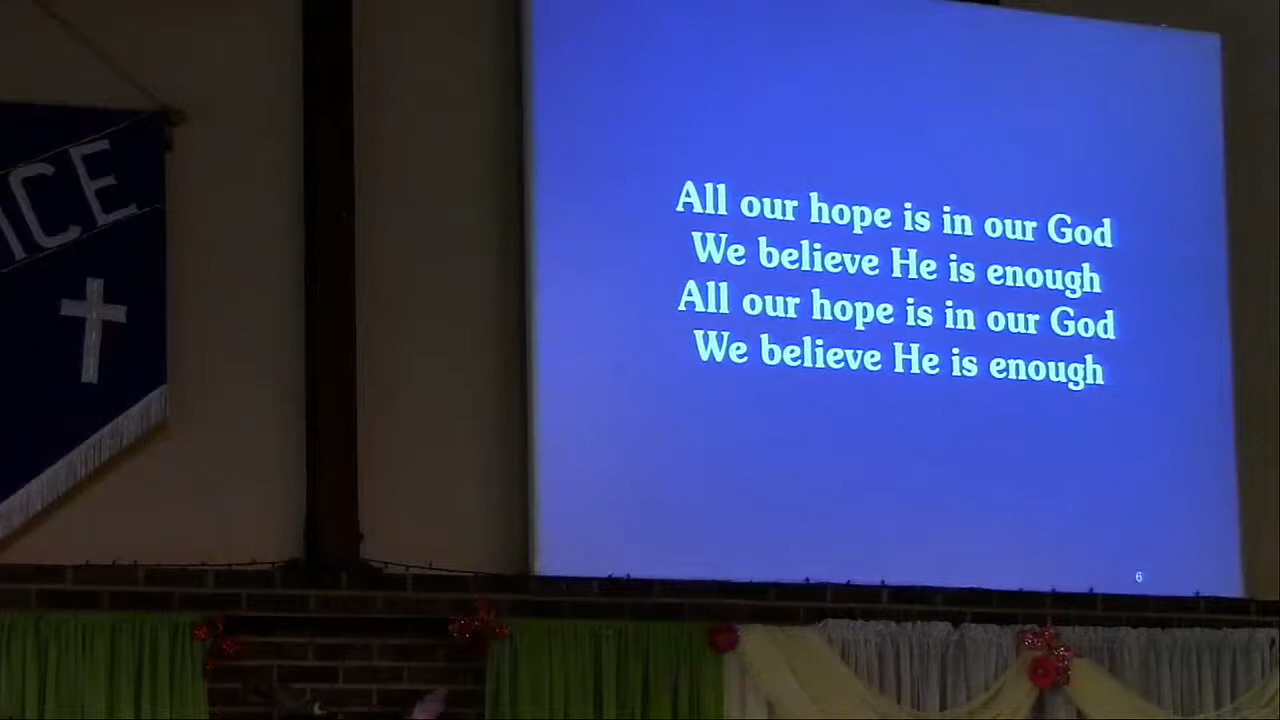 ICE
All our hope is in our God
We believe He is enough
All our hope is in our God
We believe He is enough
6